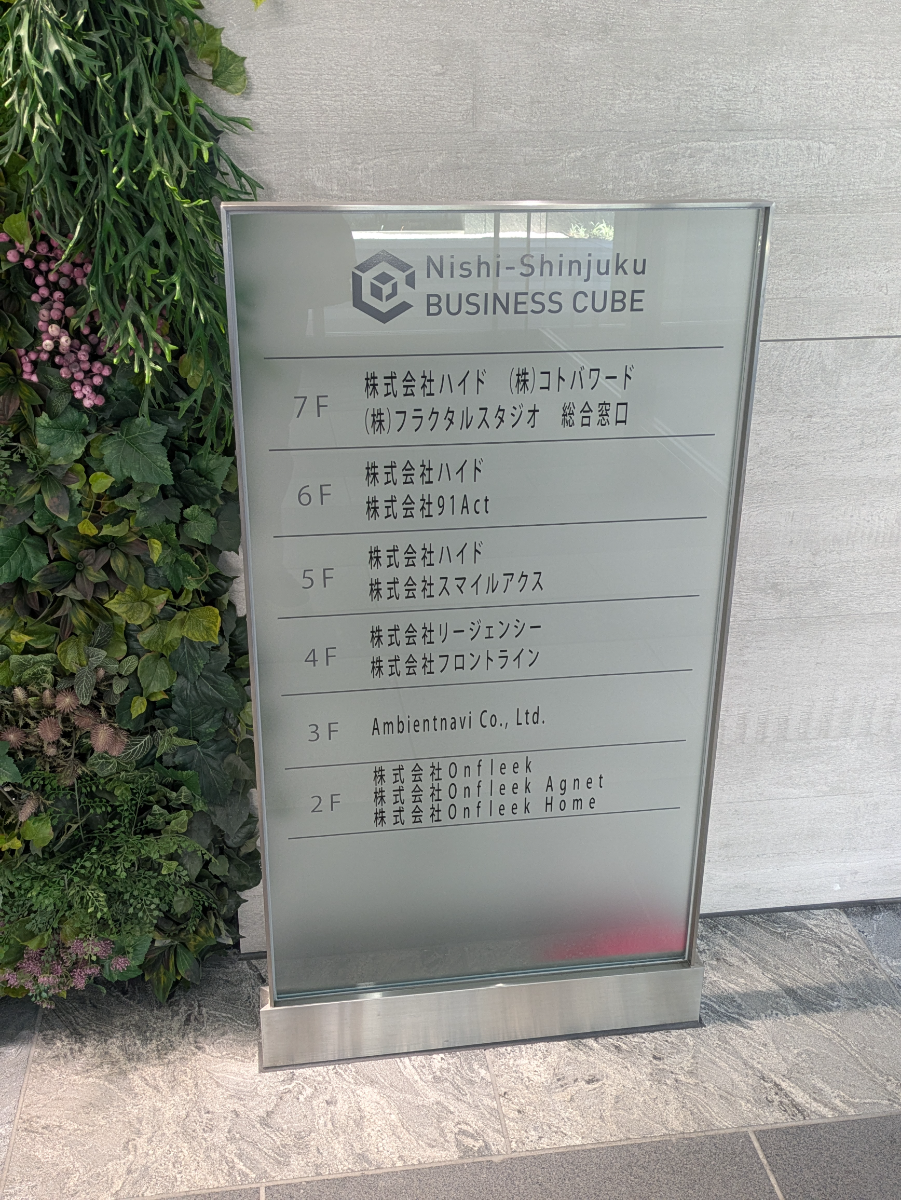 Nishi-Shinjuku
BUSINESS CUBE
7F
株式会社ハイド　(株)コトバワード
(株)フラクタルスタジオ　総合窓口
6F
株式会社ハイド
株式会社91Act
5F
株式会社ハイド
株式会社スマイルアクス
4F
株式会社リージェンシー
株式会社フロントライン
3F
Ambientnavi Co., Ltd.
2F
株式会社Onfleek
株式会社Onfleek Agnet
株式会社Onfleek Home